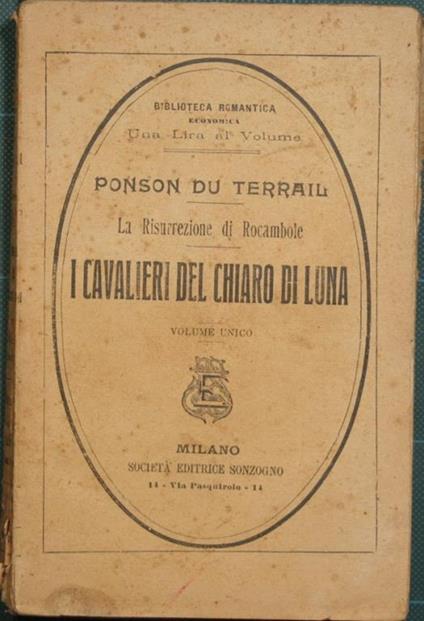 BIBLIOTECA ROMANTICA
ECONOMICA
Una Lira al Volume
PONSON DU TERRAIL
La Risurrezione di Rocambole
I CAVALIERI DEL CHIARO DI LUNA
VOLUME UNICO
MILANO
SOCIETÀ EDITRICE SONZOGNO
14 - Via Pasquirolo - 14